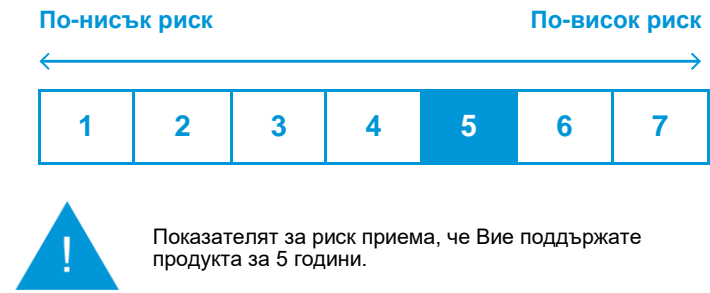 По-нисък риск По-висок риск
1 2 3 4 5 6 7
!
Показателят за риск приема, че Вие поддържате
продукта за 5 години.